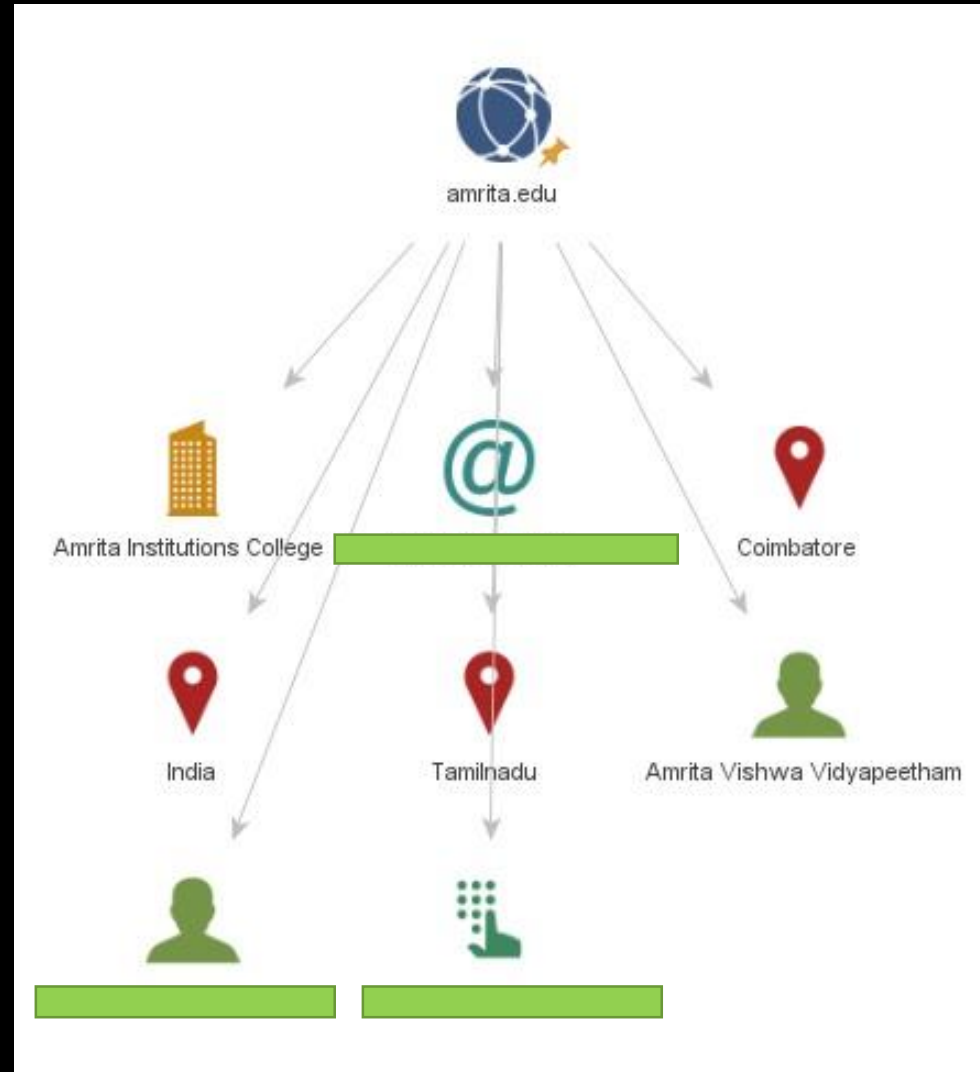 amrita.edu
Amrita Institutions College
Coimbatore
India
Tamilnadu
Amrita Vishwa Vidyapeetham